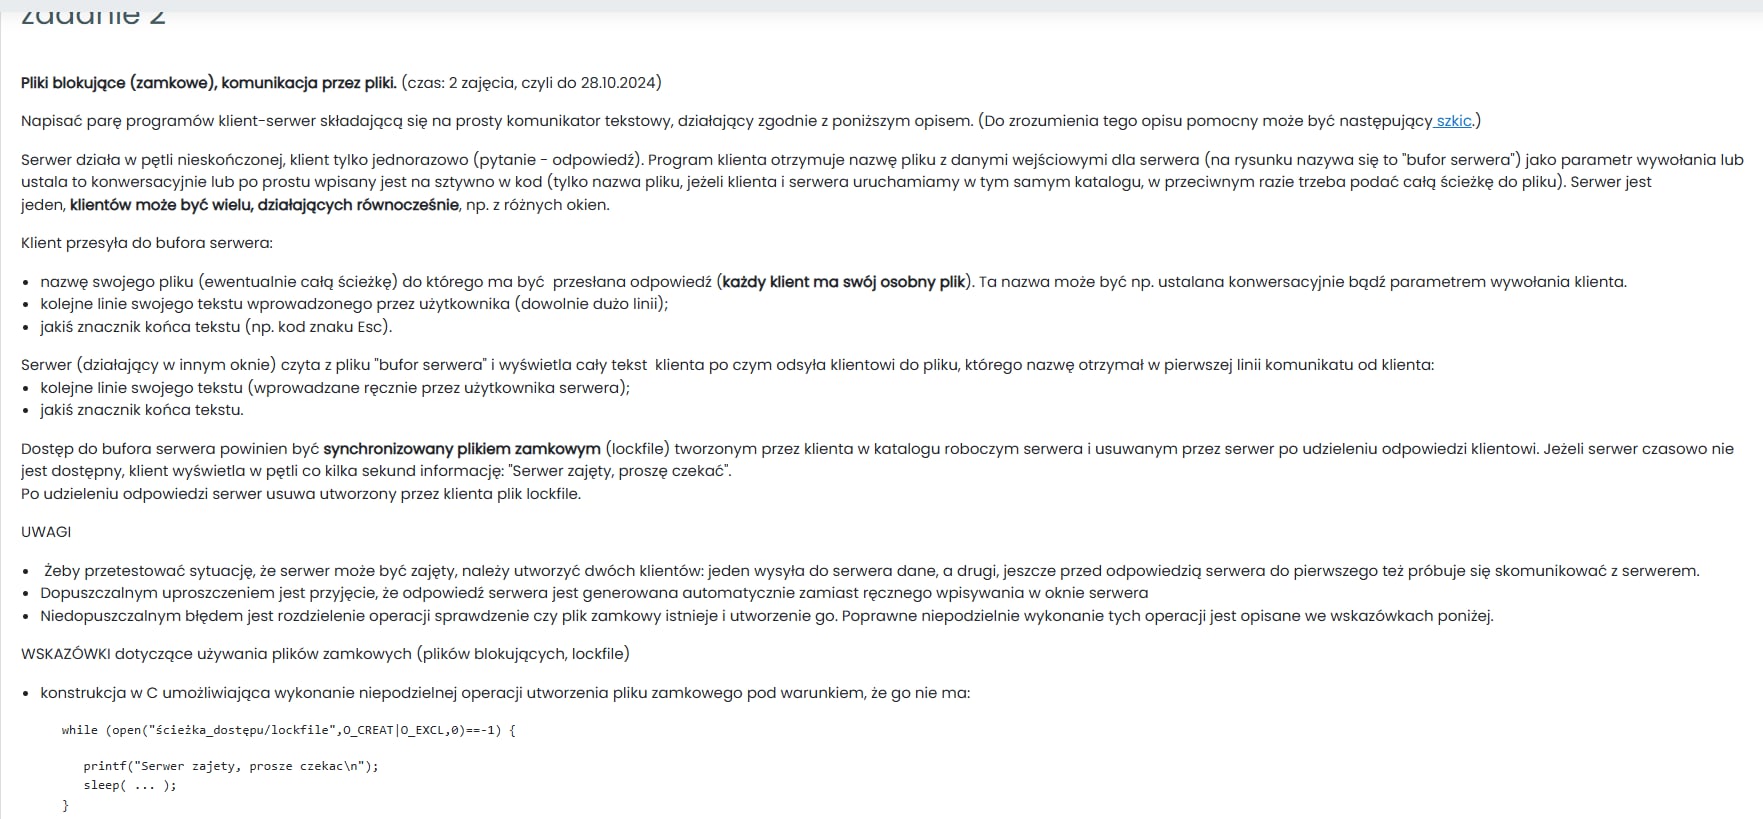 zadanie 2
Pliki blokujące (zamkowe), komunikacja przez pliki. (czas: 2 zajęcia, czyli do 28.10.2024)
Napisać parę programów klient-serwer składającą się na prosty komunikator tekstowy, działający zgodnie z poniższym opisem. (Do zrozumienia tego opisu pomocny może być następujący szkic.)
Serwer działa w pętli nieskończonej, klient tylko jednorazowo (pytanie - odpowiedź). Program klienta otrzymuje nazwę pliku z danymi wejściowymi dla serwera (na rysunku nazywa się to "bufor serwera") jako parametr wywołania lub
ustala to konwersacyjnie lub po prostu wpisany jest na sztywno w kod (tylko nazwa pliku, jeżeli klienta i serwera uruchamiamy w tym samym katalogu, w przeciwnym razie trzeba podać całą ścieżkę do pliku). Serwer jest
jeden, klientów może być wielu, działających równocześnie, np. z różnych okien.
Klient przesyła do bufora serwera:
• nazwę swojego pliku (ewentualnie całą ścieżkę) do którego ma być przesłana odpowiedź (każdy klient ma swój osobny plik). Ta nazwa może być np. ustalana konwersacyjnie bądź parametrem wywołania klienta.
• kolejne linie swojego tekstu wprowadzonego przez użytkownika (dowolnie dużo linii);
• jakiś znacznik końca tekstu (np. kod znaku Esc).
Serwer (działający w innym oknie) czyta z pliku "bufor serwera" i wyświetla cały tekst klienta po czym odsyła klientowi do pliku, którego nazwę otrzymał w pierwszej linii komunikatu od klienta:
• kolejne linie swojego tekstu (wprowadzane ręcznie przez użytkownika serwera);
• jakiś znacznik końca tekstu.
Dostęp do bufora serwera powinien być synchronizowany plikiem zamkowym (lockfile) tworzonym przez klienta w katalogu roboczym serwera i usuwanym przez serwer po udzieleniu odpowiedzi klientowi. Jeżeli serwer czasowo nie
jest dostępny, klient wyświetla w pętli co kilka sekund informację: "Serwer zajęty, proszę czekać".
Po udzieleniu odpowiedzi serwer usuwa utworzony przez klienta plik lockfile.
UWAGI
• Żeby przetestować sytuację, że serwer może być zajęty, należy utworzyć dwóch klientów: jeden wysyła do serwera dane, a drugi, jeszcze przed odpowiedzią serwera do pierwszego też próbuje się skomunikować z serwerem.
• Dopuszczalnym uproszczeniem jest przyjęcie, że odpowiedź serwera jest generowana automatycznie zamiast ręcznego wpisywania w oknie serwera
• Niedopuszczalnym błędem jest rozdzielenie operacji sprawdzenie czy plik zamkowy istnieje i utworzenie go. Poprawne niepodzielnie wykonanie tych operacji jest opisane we wskazówkach poniżej.
WSKAZÓWKI dotyczące używania plików zamkowych (plików blokujących, lockfile)
• konstrukcja w C umożliwiająca wykonanie niepodzielnej operacji utworzenia pliku zamkowego pod warunkiem, że go nie ma:
while (open("ścieżka_dostępu/lockfile",O_CREAT|O_EXCL,0)==-1) {
printf("Serwer zajety, prosze czekac\n");
sleep( ... );
}